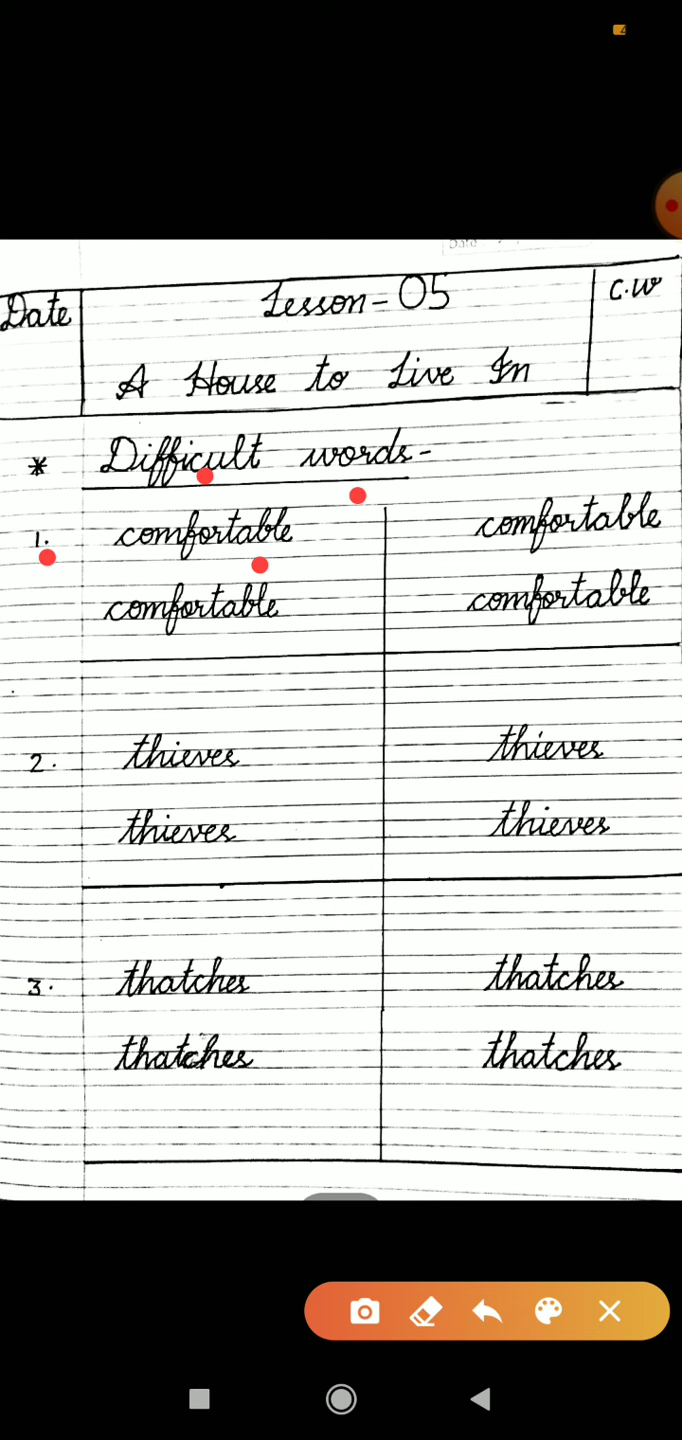 Date
Date
Lesson-05
C.W
A House to Live In
* Difficult words-
1. comfortable comfortable
comfortable comfortable
2. thieves thieves
thieves thieves
3. thatches thatches
thatches thatches